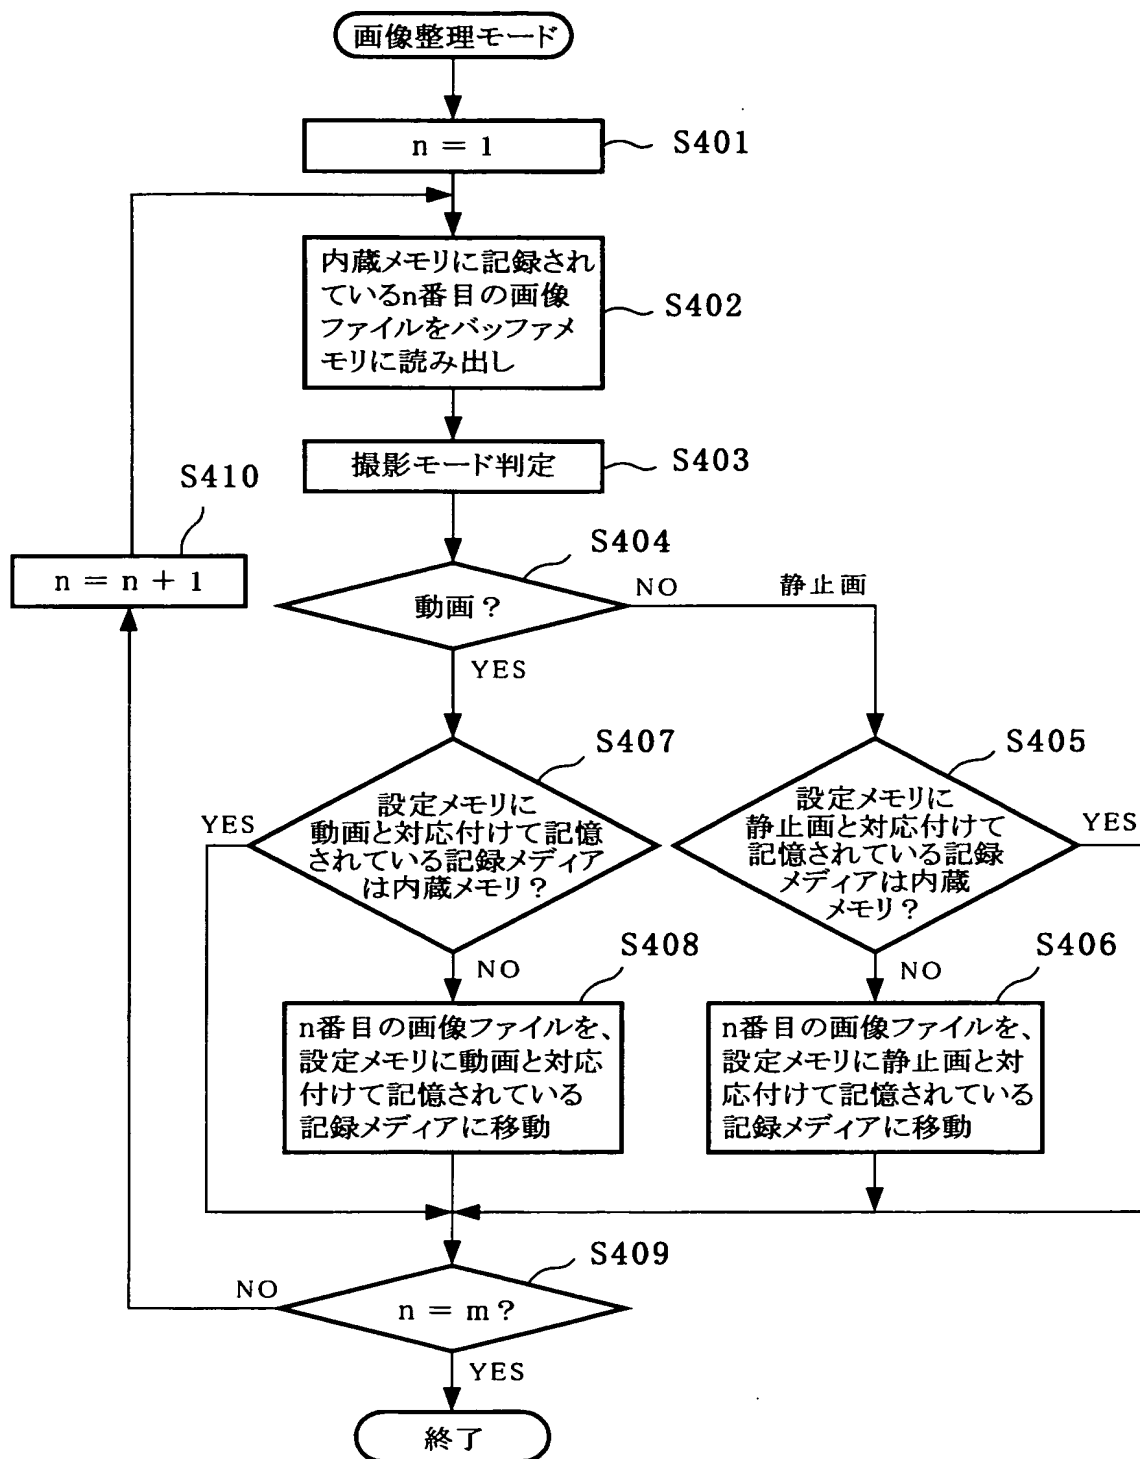 画像整理モード
n = 1
S401
内蔵メモリに記録され
ているn番目の画像
ファイルをバッファメ
モリに読み出し
S402
撮影モード判定
S403
S410
n = n + 1
S404
動画？
NO
静止画
YES
S407
設定メモリに
動画と対応付けて記憶
されている記録メディア
は内蔵メモリ？
YES
NO
S405
設定メモリに
静止画と対応付けて
記憶されている記録
メディアは内蔵
メモリ？
YES
NO
S408
n番目の画像ファイルを、
設定メモリに動画と対応
付けて記憶されている
記録メディアに移動
S406
n番目の画像ファイルを、
設定メモリに静止画と対
応付けて記憶されている
記録メディアに移動
S409
n = m？
NO
YES
終了